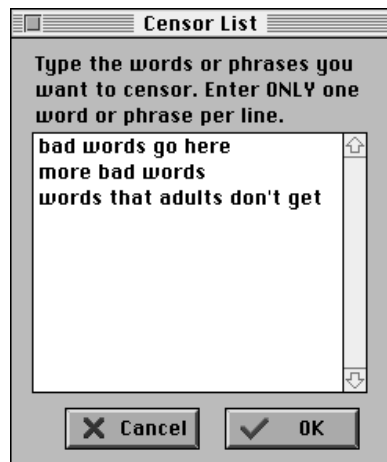 Censor List
Type the words or phrases you
want to censor. Enter ONLY one
word or phrase per line.
bad words go here
more bad words
words that adults don't get
Cancel
OK